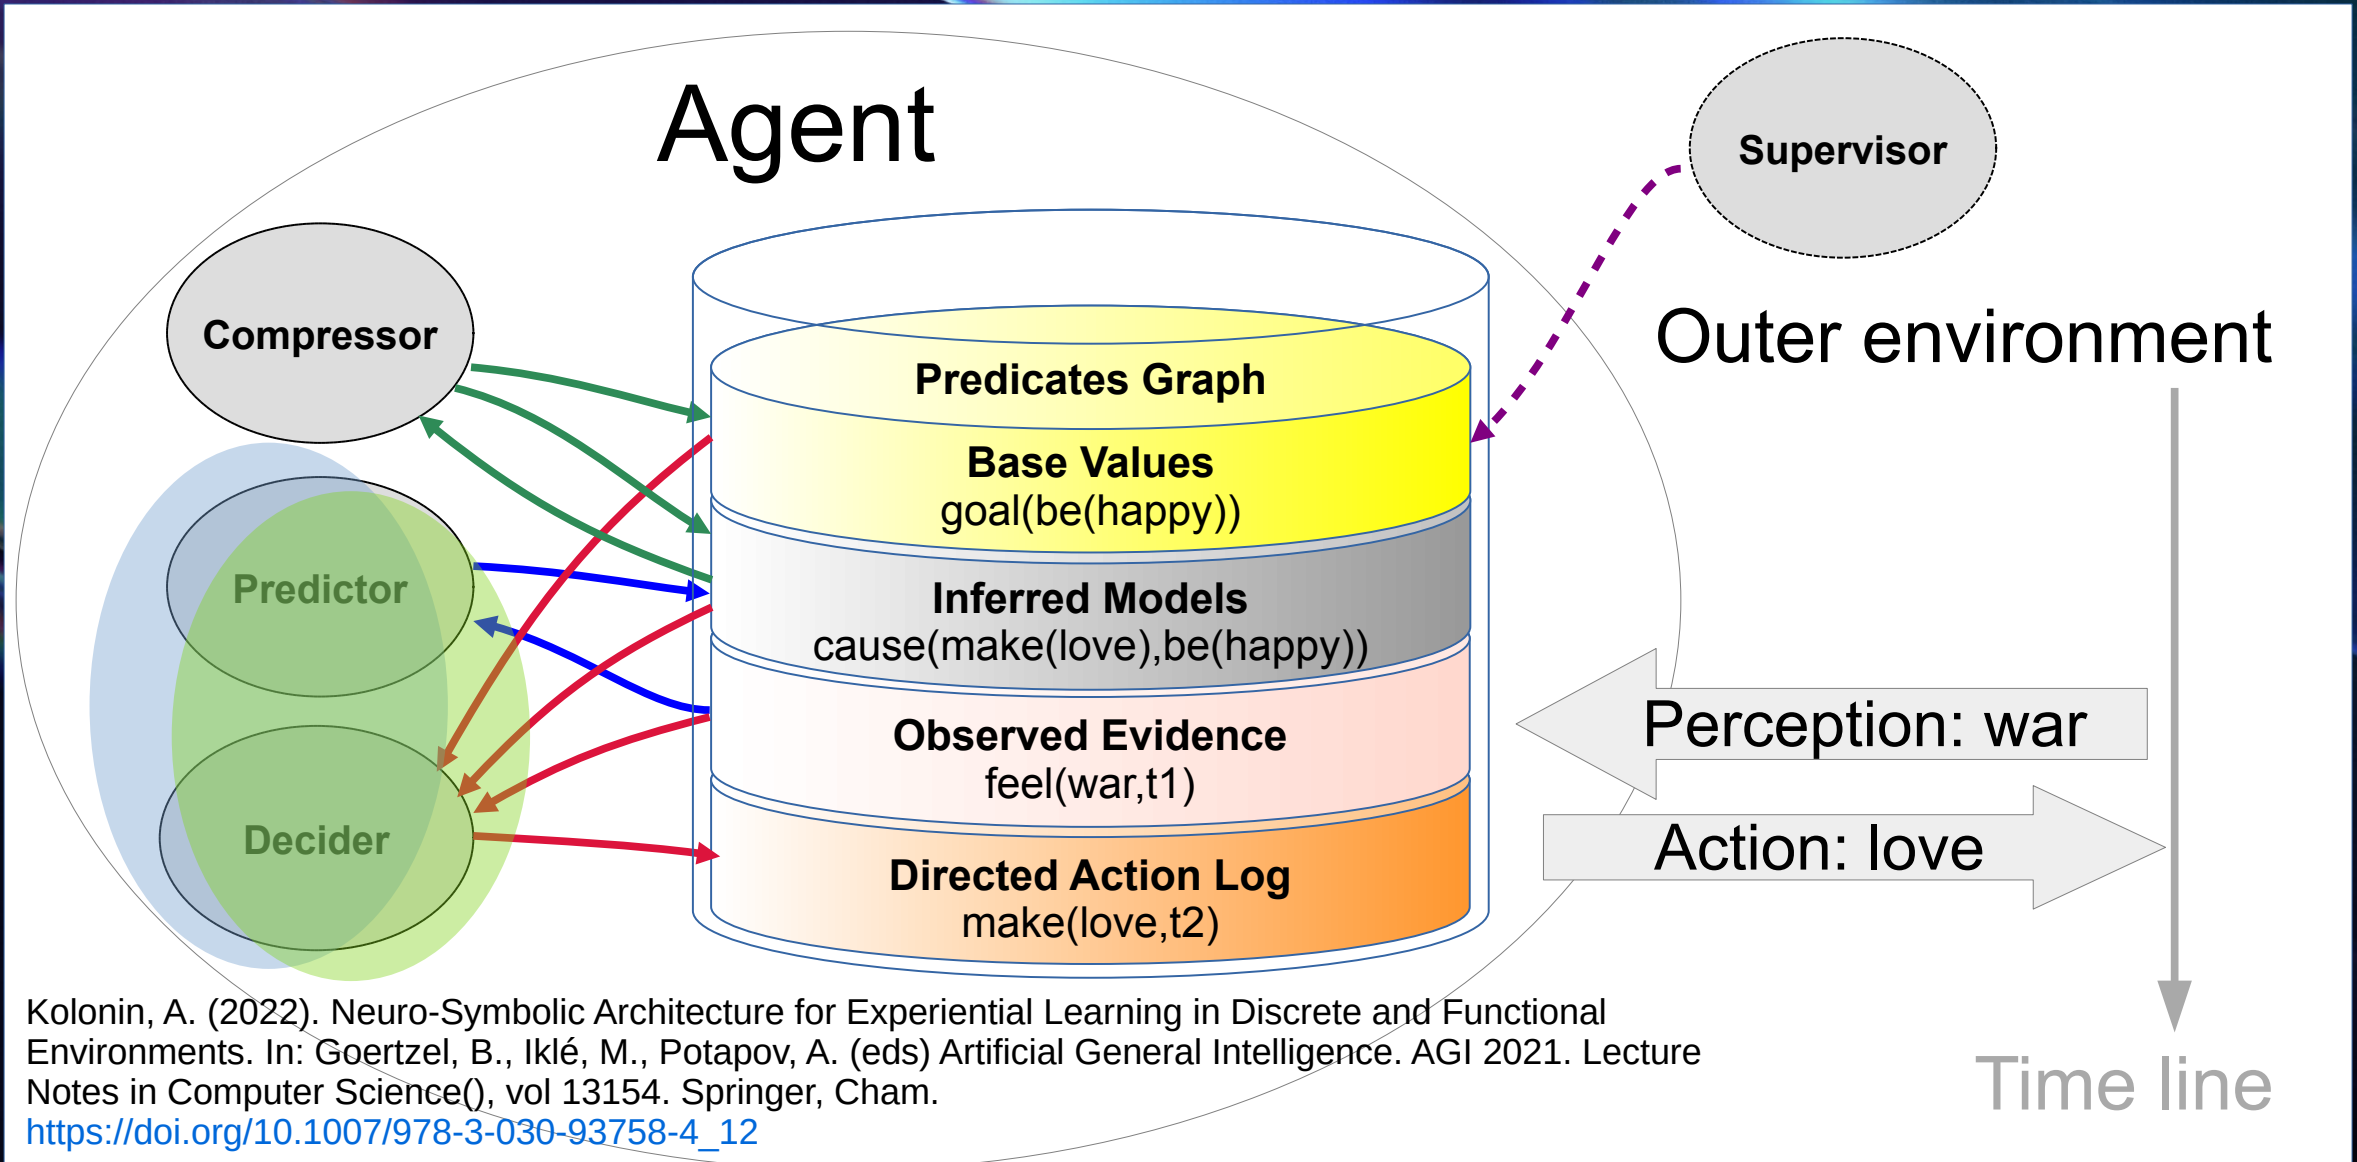 Agent
Supervisor
Compressor
Outer environment
Predicates Graph
Base Values
goal(be(happy))
Predictor
Inferred Models
cause(make(love),be(happy))
Perception: war
Observed Evidence
feel(war,t1)
Decider
Action: love
Directed Action Log
make(love,t2)
Kolonin, A. (2022). Neuro-Symbolic Architecture for Experiential Learning in Discrete and Functional
Environments. In: Goertzel, B., Iklé, M., Potapov, A. (eds) Artificial General Intelligence. AGI 2021. Lecture
Notes in Computer Science(), vol 13154. Springer, Cham.
https://doi.org/10.1007/978-3-030-93758-4_12
Time line